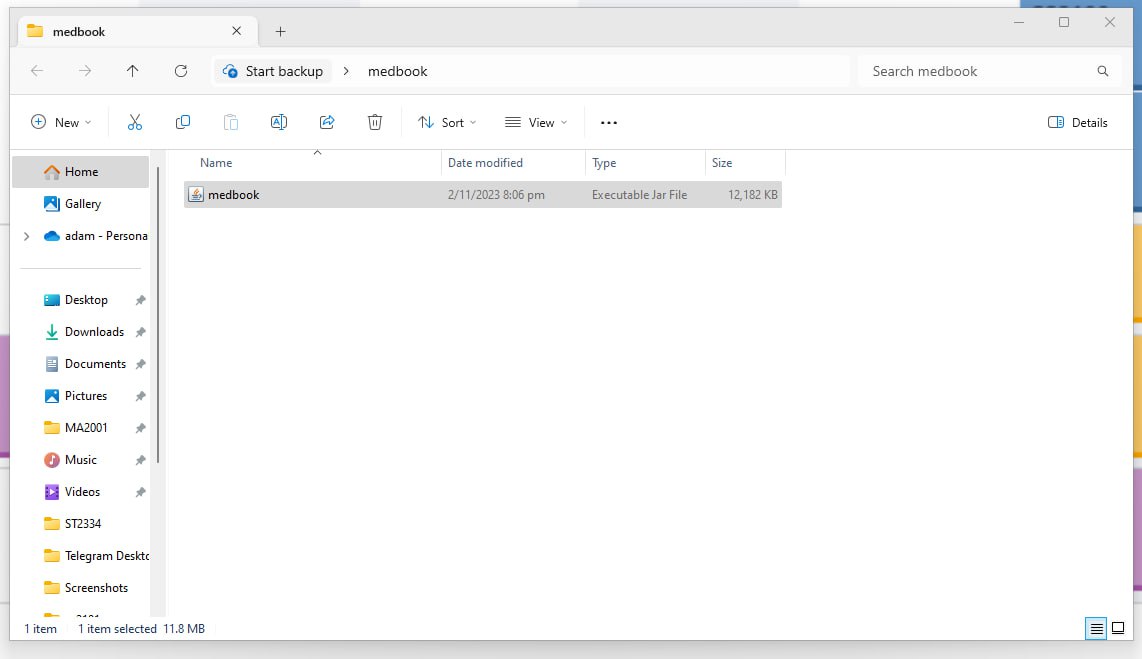 medbook
Start backup > medbook
Search medbook
New
Sort
View
Details
Name
Date modified
Type
Size
medbook
2/11/2023 8:06 pm
Executable Jar File
12,182 KB
Home
Gallery
adam - Persona
Desktop
Downloads
Documents
Pictures
MA2001
Music
Videos
ST2334
Telegram Deskto
Screenshots
1 item
1 item selected 11.8 MB